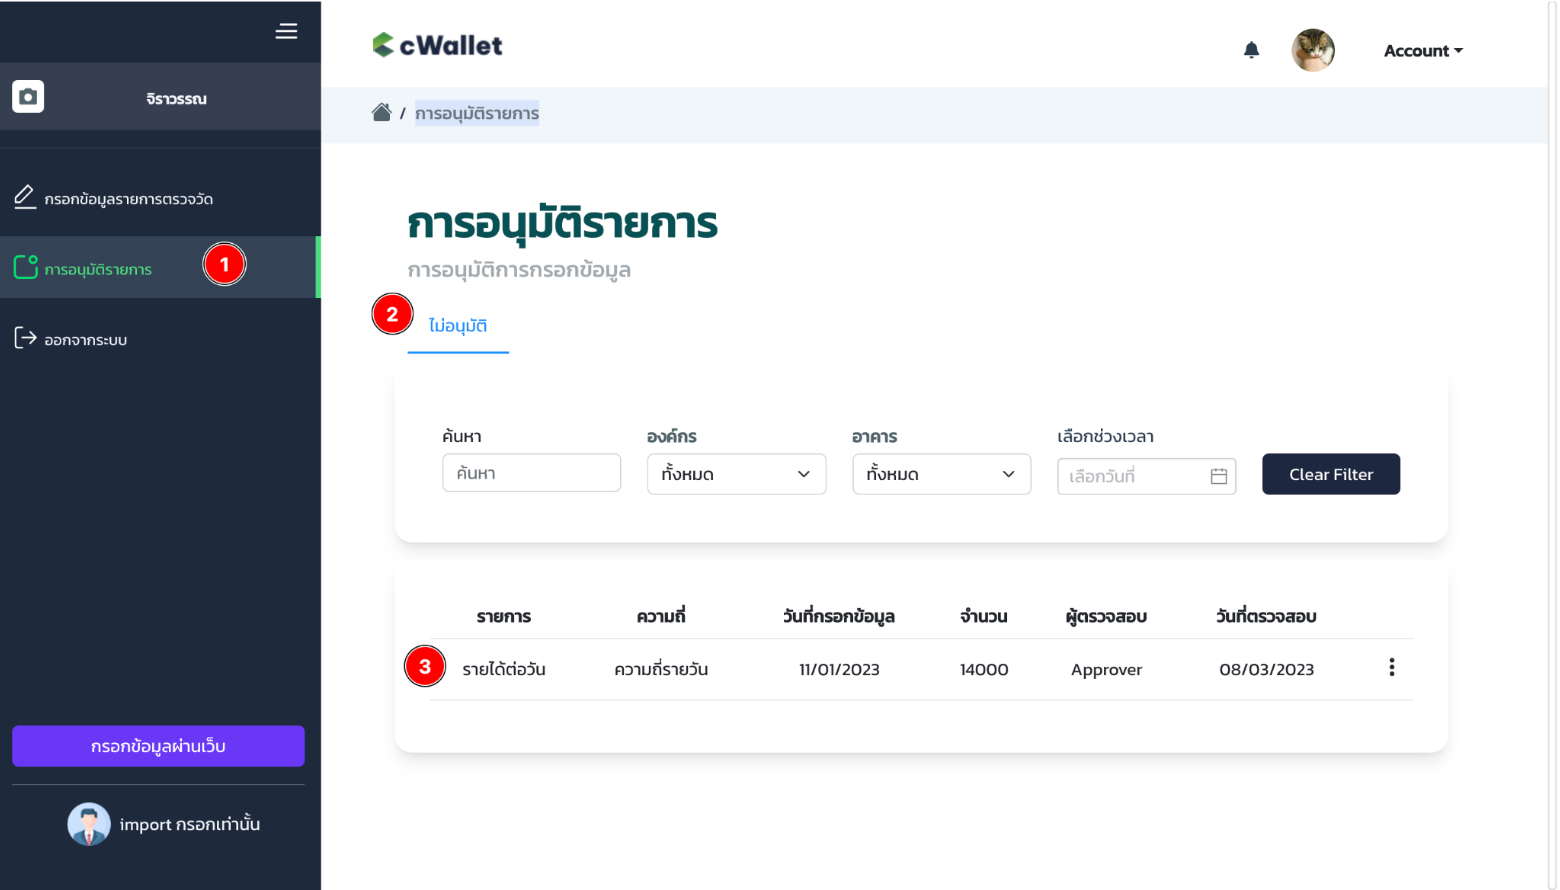 cWallet
Account
จิราวรรณ
/ การอนุมัติรายการ
กรอกข้อมูลรายการตรวจวัด
การอนุมัติรายการ
1
ออกจากระบบ
การอนุมัติรายการ
การอนุมัติการกรอกข้อมูล
2
ไม่อนุมัติ
ค้นหา องค์กร อาคาร เลือกช่วงเวลา
ค้นหา ทั้งหมด ทั้งหมด เลือกวันที่ Clear Filter
รายการ ความถี่ วันที่กรอกข้อมูล จำนวน ผู้ตรวจสอบ วันที่ตรวจสอบ
3 รายได้ต่อวัน ความถี่รายวัน 11/01/2023 14000 Approver 08/03/2023
กรอกข้อมูลผ่านเว็บ
import กรอกเท่านั้น